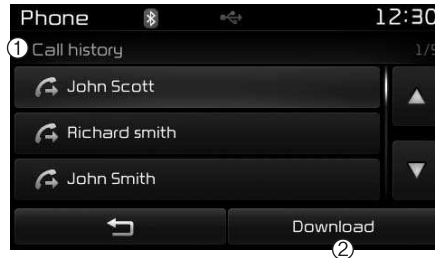 Phone 12:30
① Call history 1/5
John Scott
Richard smith
John Smith
Download
②